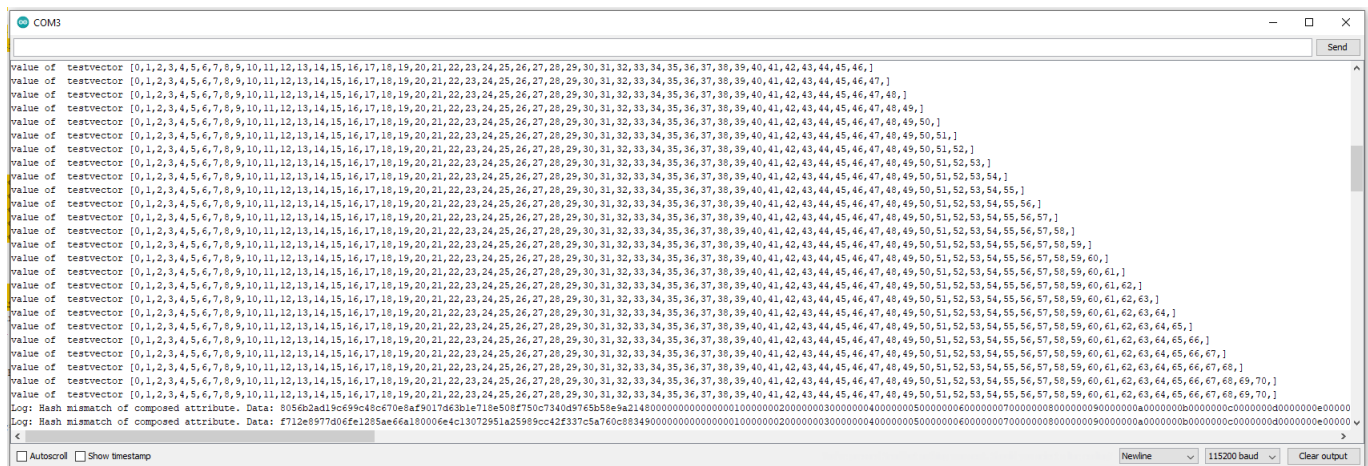 COM3
Send
value of  testvector [0,1,2,3,4,5,6,7,8,9,10,11,12,13,14,15,16,17,18,19,20,21,22,23,24,25,26,27,28,29,30,31,32,33,34,35,36,37,38,39,40,41,42,43,44,45,46,]
value of  testvector [0,1,2,3,4,5,6,7,8,9,10,11,12,13,14,15,16,17,18,19,20,21,22,23,24,25,26,27,28,29,30,31,32,33,34,35,36,37,38,39,40,41,42,43,44,45,46,47,]
value of  testvector [0,1,2,3,4,5,6,7,8,9,10,11,12,13,14,15,16,17,18,19,20,21,22,23,24,25,26,27,28,29,30,31,32,33,34,35,36,37,38,39,40,41,42,43,44,45,46,47,48,]
value of  testvector [0,1,2,3,4,5,6,7,8,9,10,11,12,13,14,15,16,17,18,19,20,21,22,23,24,25,26,27,28,29,30,31,32,33,34,35,36,37,38,39,40,41,42,43,44,45,46,47,48,49,]
value of  testvector [0,1,2,3,4,5,6,7,8,9,10,11,12,13,14,15,16,17,18,19,20,21,22,23,24,25,26,27,28,29,30,31,32,33,34,35,36,37,38,39,40,41,42,43,44,45,46,47,48,49,50,]
value of  testvector [0,1,2,3,4,5,6,7,8,9,10,11,12,13,14,15,16,17,18,19,20,21,22,23,24,25,26,27,28,29,30,31,32,33,34,35,36,37,38,39,40,41,42,43,44,45,46,47,48,49,50,51,]
value of  testvector [0,1,2,3,4,5,6,7,8,9,10,11,12,13,14,15,16,17,18,19,20,21,22,23,24,25,26,27,28,29,30,31,32,33,34,35,36,37,38,39,40,41,42,43,44,45,46,47,48,49,50,51,52,]
value of  testvector [0,1,2,3,4,5,6,7,8,9,10,11,12,13,14,15,16,17,18,19,20,21,22,23,24,25,26,27,28,29,30,31,32,33,34,35,36,37,38,39,40,41,42,43,44,45,46,47,48,49,50,51,52,53,]
value of  testvector [0,1,2,3,4,5,6,7,8,9,10,11,12,13,14,15,16,17,18,19,20,21,22,23,24,25,26,27,28,29,30,31,32,33,34,35,36,37,38,39,40,41,42,43,44,45,46,47,48,49,50,51,52,53,54,]
value of  testvector [0,1,2,3,4,5,6,7,8,9,10,11,12,13,14,15,16,17,18,19,20,21,22,23,24,25,26,27,28,29,30,31,32,33,34,35,36,37,38,39,40,41,42,43,44,45,46,47,48,49,50,51,52,53,54,55,]
value of  testvector [0,1,2,3,4,5,6,7,8,9,10,11,12,13,14,15,16,17,18,19,20,21,22,23,24,25,26,27,28,29,30,31,32,33,34,35,36,37,38,39,40,41,42,43,44,45,46,47,48,49,50,51,52,53,54,55,56,]
value of  testvector [0,1,2,3,4,5,6,7,8,9,10,11,12,13,14,15,16,17,18,19,20,21,22,23,24,25,26,27,28,29,30,31,32,33,34,35,36,37,38,39,40,41,42,43,44,45,46,47,48,49,50,51,52,53,54,55,56,57,]
value of  testvector [0,1,2,3,4,5,6,7,8,9,10,11,12,13,14,15,16,17,18,19,20,21,22,23,24,25,26,27,28,29,30,31,32,33,34,35,36,37,38,39,40,41,42,43,44,45,46,47,48,49,50,51,52,53,54,55,56,57,58,]
value of  testvector [0,1,2,3,4,5,6,7,8,9,10,11,12,13,14,15,16,17,18,19,20,21,22,23,24,25,26,27,28,29,30,31,32,33,34,35,36,37,38,39,40,41,42,43,44,45,46,47,48,49,50,51,52,53,54,55,56,57,58,59,]
value of  testvector [0,1,2,3,4,5,6,7,8,9,10,11,12,13,14,15,16,17,18,19,20,21,22,23,24,25,26,27,28,29,30,31,32,33,34,35,36,37,38,39,40,41,42,43,44,45,46,47,48,49,50,51,52,53,54,55,56,57,58,59,60,]
value of  testvector [0,1,2,3,4,5,6,7,8,9,10,11,12,13,14,15,16,17,18,19,20,21,22,23,24,25,26,27,28,29,30,31,32,33,34,35,36,37,38,39,40,41,42,43,44,45,46,47,48,49,50,51,52,53,54,55,56,57,58,59,60,61,]
value of  testvector [0,1,2,3,4,5,6,7,8,9,10,11,12,13,14,15,16,17,18,19,20,21,22,23,24,25,26,27,28,29,30,31,32,33,34,35,36,37,38,39,40,41,42,43,44,45,46,47,48,49,50,51,52,53,54,55,56,57,58,59,60,61,62,]
value of  testvector [0,1,2,3,4,5,6,7,8,9,10,11,12,13,14,15,16,17,18,19,20,21,22,23,24,25,26,27,28,29,30,31,32,33,34,35,36,37,38,39,40,41,42,43,44,45,46,47,48,49,50,51,52,53,54,55,56,57,58,59,60,61,62,63,]
value of  testvector [0,1,2,3,4,5,6,7,8,9,10,11,12,13,14,15,16,17,18,19,20,21,22,23,24,25,26,27,28,29,30,31,32,33,34,35,36,37,38,39,40,41,42,43,44,45,46,47,48,49,50,51,52,53,54,55,56,57,58,59,60,61,62,63,64,]
value of  testvector [0,1,2,3,4,5,6,7,8,9,10,11,12,13,14,15,16,17,18,19,20,21,22,23,24,25,26,27,28,29,30,31,32,33,34,35,36,37,38,39,40,41,42,43,44,45,46,47,48,49,50,51,52,53,54,55,56,57,58,59,60,61,62,63,64,65,]
value of  testvector [0,1,2,3,4,5,6,7,8,9,10,11,12,13,14,15,16,17,18,19,20,21,22,23,24,25,26,27,28,29,30,31,32,33,34,35,36,37,38,39,40,41,42,43,44,45,46,47,48,49,50,51,52,53,54,55,56,57,58,59,60,61,62,63,64,65,66,]
value of  testvector [0,1,2,3,4,5,6,7,8,9,10,11,12,13,14,15,16,17,18,19,20,21,22,23,24,25,26,27,28,29,30,31,32,33,34,35,36,37,38,39,40,41,42,43,44,45,46,47,48,49,50,51,52,53,54,55,56,57,58,59,60,61,62,63,64,65,66,67,]
value of  testvector [0,1,2,3,4,5,6,7,8,9,10,11,12,13,14,15,16,17,18,19,20,21,22,23,24,25,26,27,28,29,30,31,32,33,34,35,36,37,38,39,40,41,42,43,44,45,46,47,48,49,50,51,52,53,54,55,56,57,58,59,60,61,62,63,64,65,66,67,68,]
value of  testvector [0,1,2,3,4,5,6,7,8,9,10,11,12,13,14,15,16,17,18,19,20,21,22,23,24,25,26,27,28,29,30,31,32,33,34,35,36,37,38,39,40,41,42,43,44,45,46,47,48,49,50,51,52,53,54,55,56,57,58,59,60,61,62,63,64,65,66,67,68,69,70,]
value of  testvector [0,1,2,3,4,5,6,7,8,9,10,11,12,13,14,15,16,17,18,19,20,21,22,23,24,25,26,27,28,29,30,31,32,33,34,35,36,37,38,39,40,41,42,43,44,45,46,47,48,49,50,51,52,53,54,55,56,57,58,59,60,61,62,63,64,65,66,67,68,69,70,]
Log: Hash mismatch of composed attribute. Data: 8056b2ad19c699c48c670e8af9017d63b1e718e508f750c7340d9765b58e9a21480000000000000001000000020000000300000004000000050000000600000007000000080000000090000000a0000000b0000000c0000000d0000000e00000
Log: Hash mismatch of composed attribute. Data: f712e8977d06fe1285ae66a180006e4c13072951a25989cc42f337c5a760c883490000000000000001000000020000000300000004000000050000000600000007000000080000000090000000a0000000b0000000c0000000d0000000e00000
Autoscroll
Show timestamp
Newline
115200 baud
Clear output